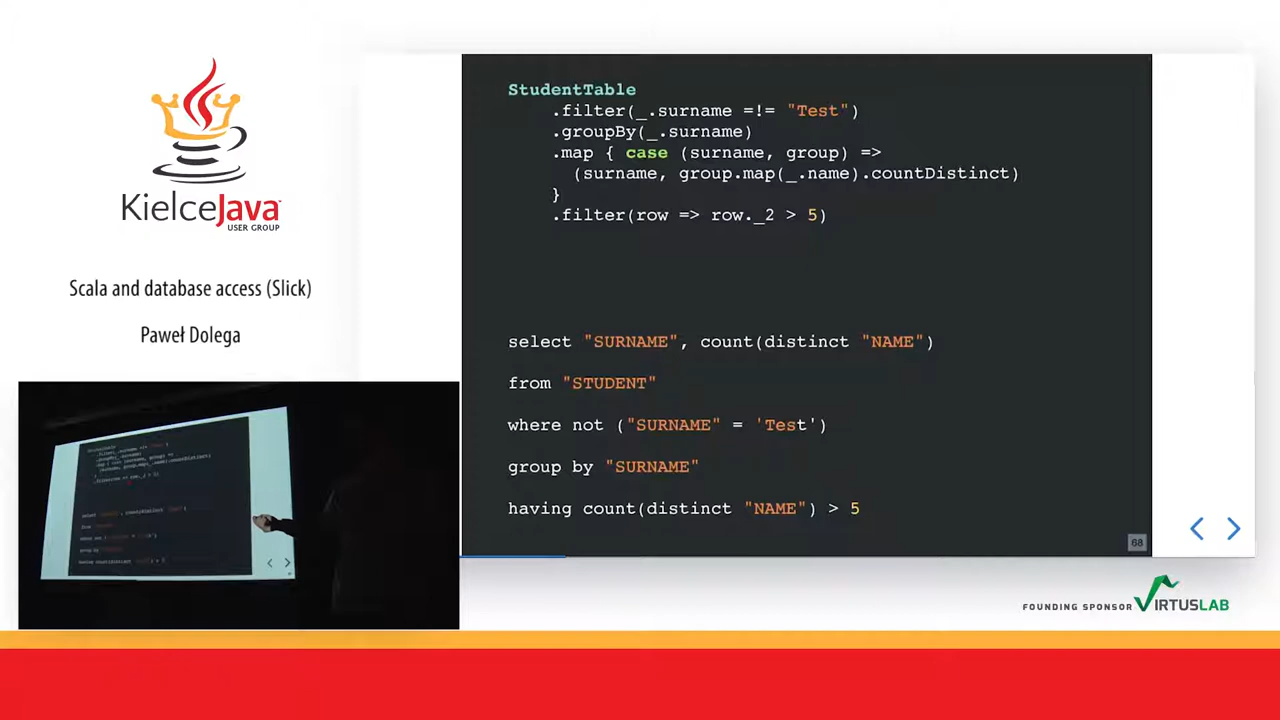 KielceJava
USER GROUP
Scala and database access (Slick)
Paweł Dolega
StudentTable
.filter(_.surname =!= "Test")
.groupBy(_.surname)
.map { case (surname, group) =>
(surname, group.map(_.name).countDistinct)
}
.filter(row => row._2 > 5)
select "SURNAME", count(distinct "NAME")
from "STUDENT"
where not ("SURNAME" = 'Test')
group by "SURNAME"
having count(distinct "NAME") > 5
68
FOUNDING SPONSOR VIRTUSLAB